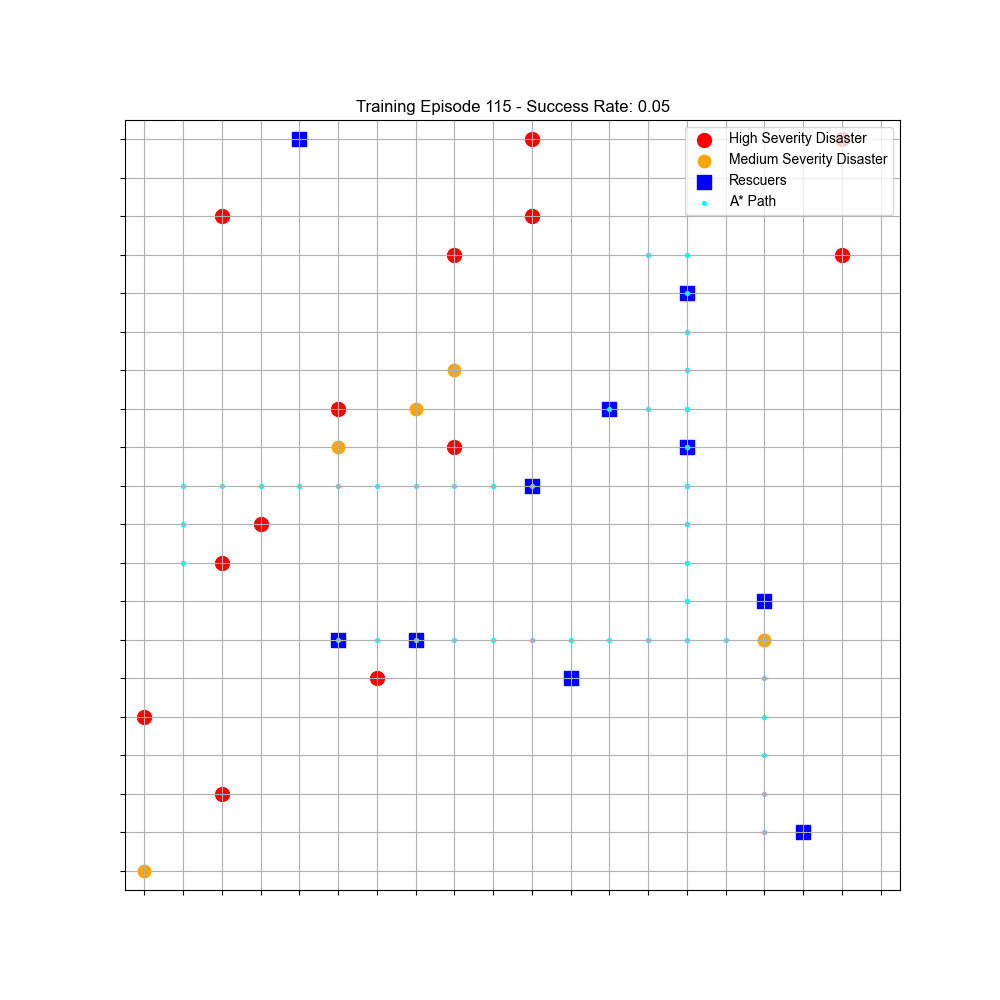 Training Episode 115 - Success Rate: 0.05
High Severity Disaster
Medium Severity Disaster
Rescuers
A* Path